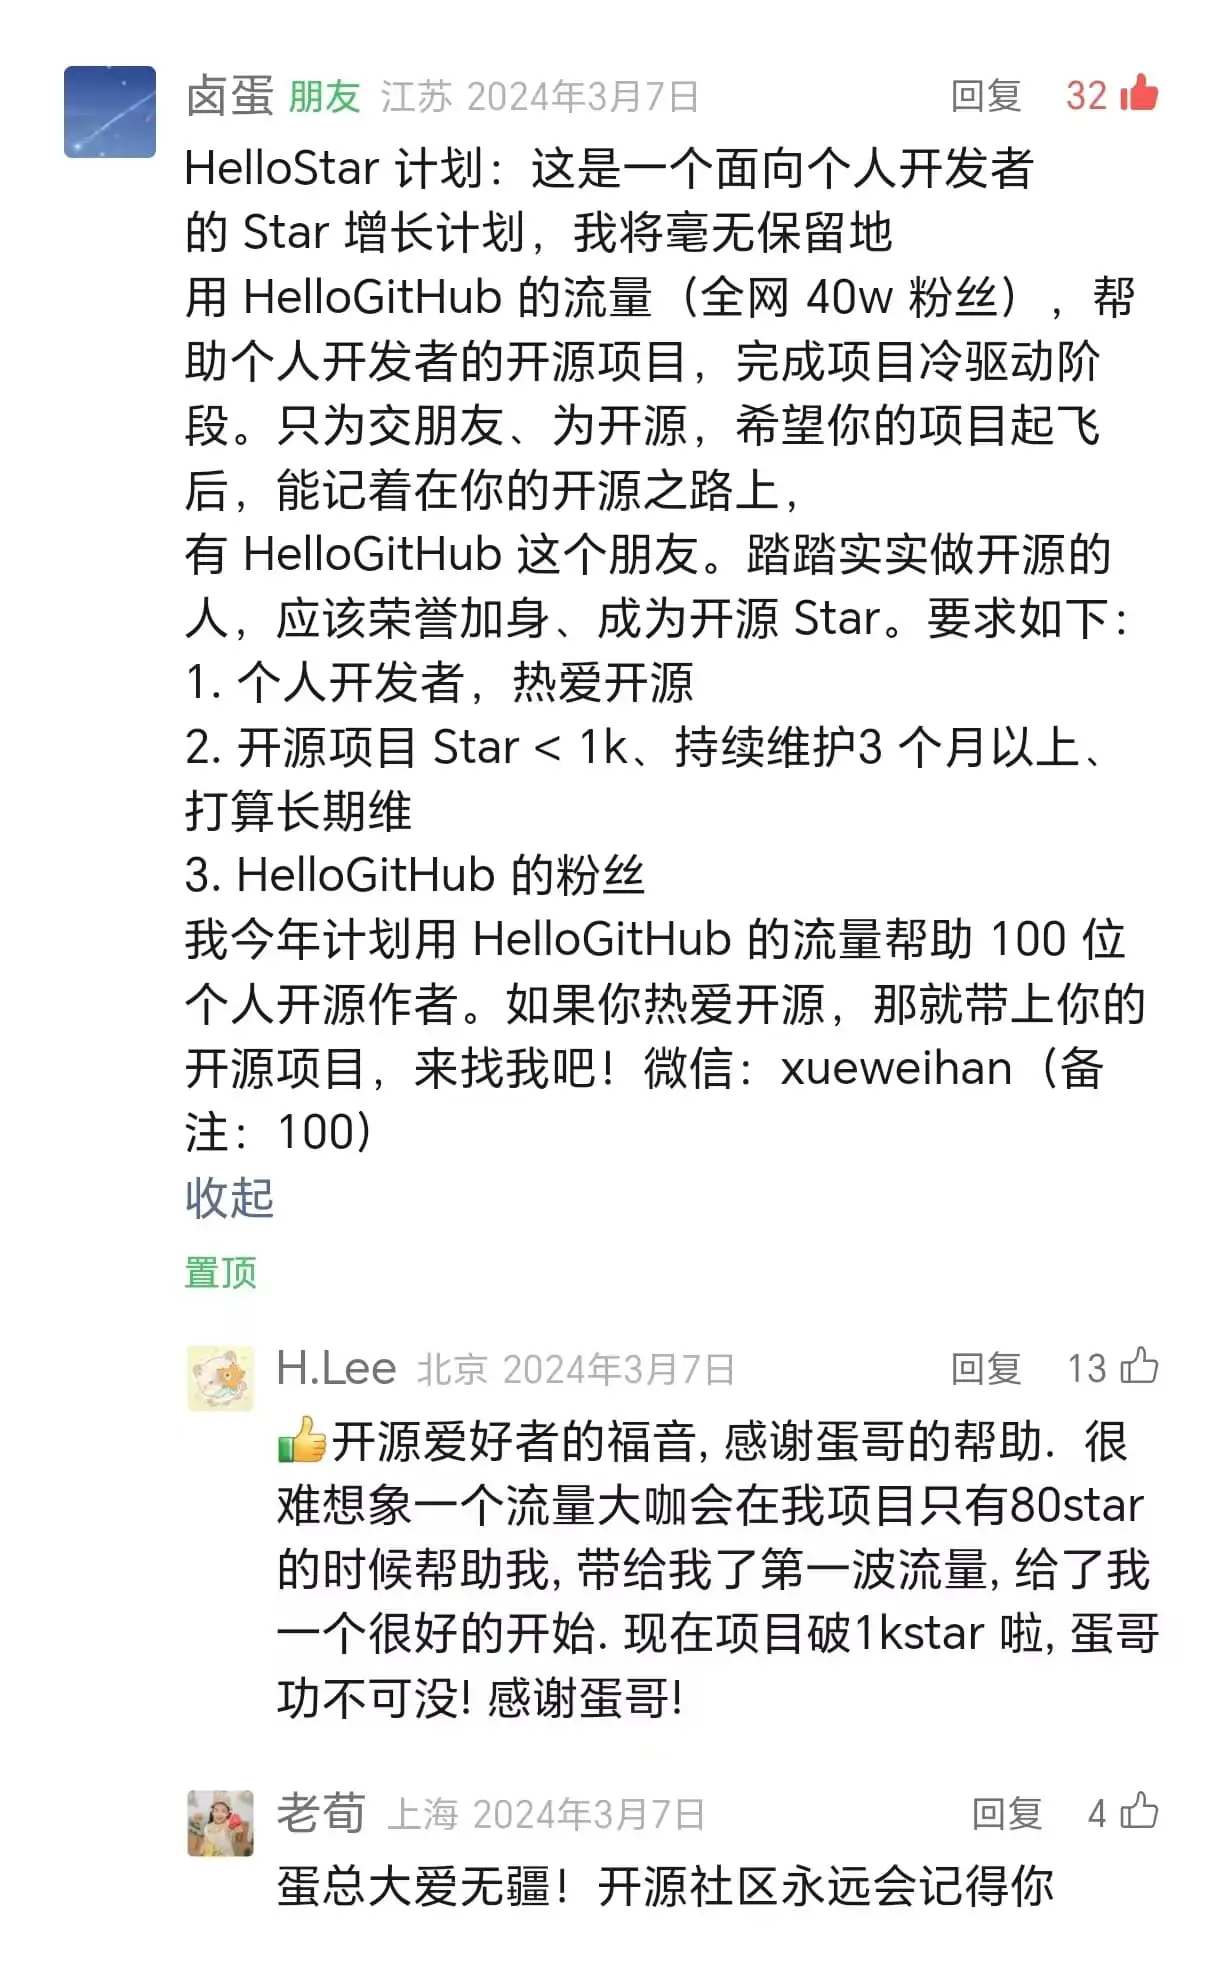 卤蛋 朋友 江苏 2024年3月7日 回复 32
HelloStar 计划：这是一个面向个人开发者
的 Star 增长计划，我将毫无保留地
用 HelloGitHub 的流量（全网 40w 粉丝），帮
助个人开发者的开源项目，完成项目冷驱动阶
段。只为交朋友、为开源，希望你的项目起飞
后，能记着在你的开源之路上，
有 HelloGitHub 这个朋友。踏踏实实做开源的
人，应该荣誉加身、成为开源 Star。要求如下：
1. 个人开发者，热爱开源
2. 开源项目 Star < 1k、持续维护3 个月以上、
打算长期维
3. HelloGitHub 的粉丝
我今年计划用 HelloGitHub 的流量帮助 100 位
个人开源作者。如果你热爱开源，那就带上你的
开源项目，来找我吧！微信：xueweihan（备
注：100）
收起
置顶
H.Lee 北京 2024年3月7日 回复 13
👍开源爱好者的福音, 感谢蛋哥的帮助. 很
难想象一个流量大咖会在我项目只有80star
的时候帮助我, 带给我了第一波流量, 给了我
一个很好的开始. 现在项目破1kstar 啦, 蛋哥
功不可没! 感谢蛋哥!
老荀 上海 2024年3月7日 回复 4
蛋总大爱无疆！开源社区永远会记得你